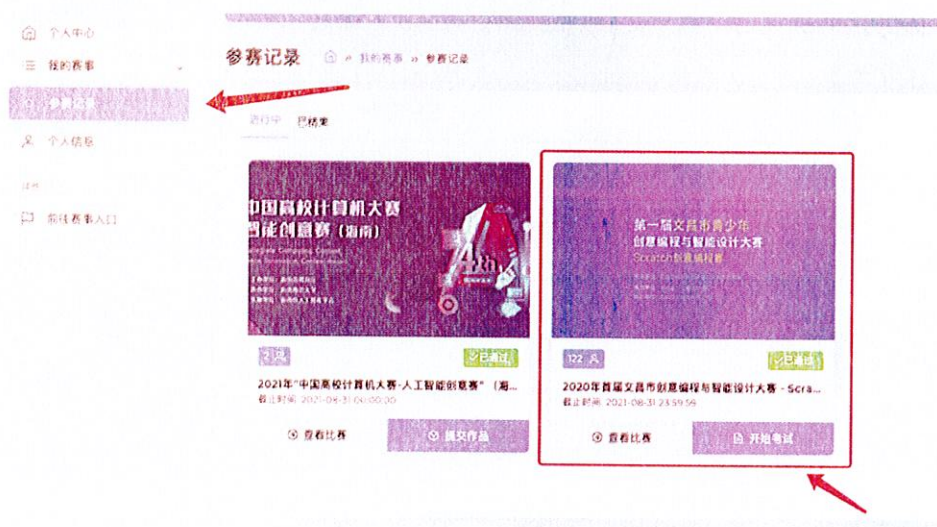 个人中心
我的赛事
参赛记录
个人信息
前往赛事入口
参赛记录 » 我的赛事 » 参赛记录
进行中 已结束
中国高校计算机大赛
智能创意赛（海南）
4th
第一届文昌市青少年
创意编程与智能设计大赛
Scratch创意编程赛
已通过
122 已通过
2021年“中国高校计算机大赛-人工智能创意赛”（海...
截止时间: 2021-08-31 00:00:00
2020年首届文昌市创意编程与智能设计大赛 - Scra...
截止时间: 2021-08-31 23:59:59
查看比赛 提交作品
查看比赛 开始考试